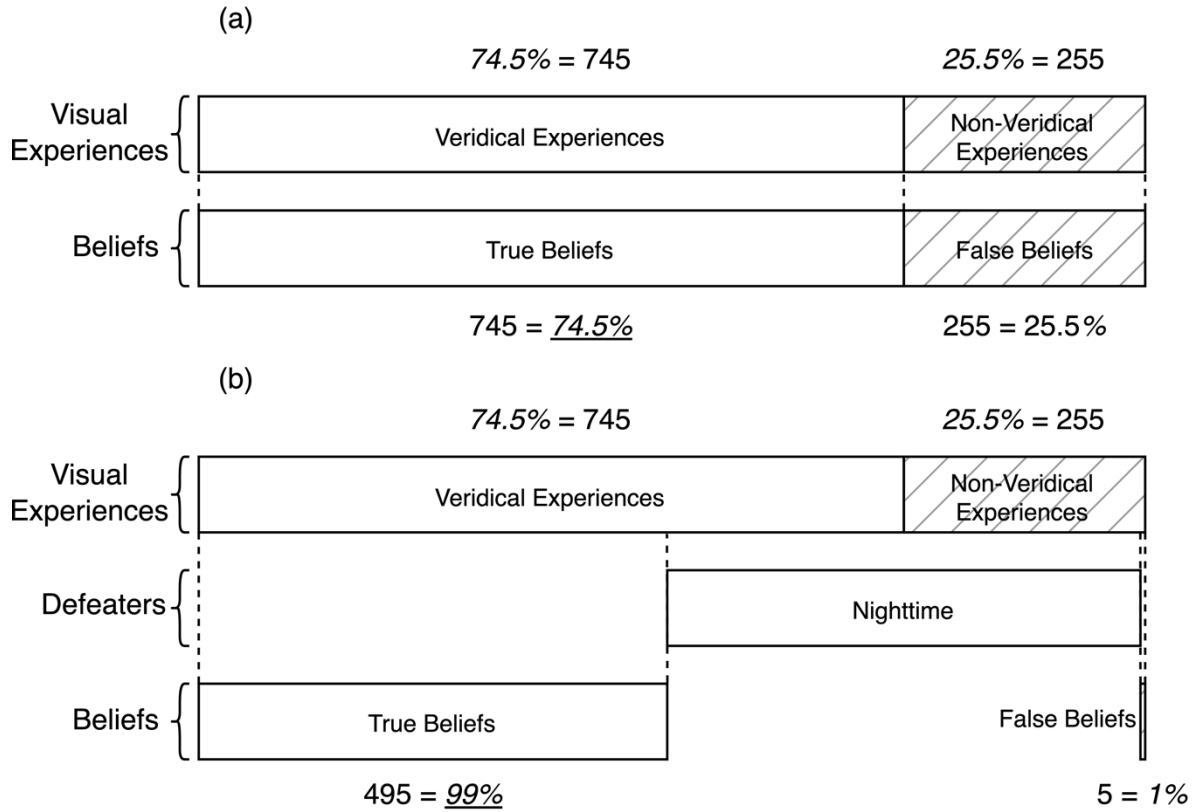 (a)
74.5% = 745
25.5% = 255
Visual
Experiences
Veridical Experiences
Non-Veridical
Experiences
Beliefs
True Beliefs
False Beliefs
745 = 74.5%
255 = 25.5%
(b)
74.5% = 745
25.5% = 255
Visual
Experiences
Veridical Experiences
Non-Veridical
Experiences
Defeaters
Nighttime
Beliefs
True Beliefs
False Beliefs
495 = 99%
5 = 1%